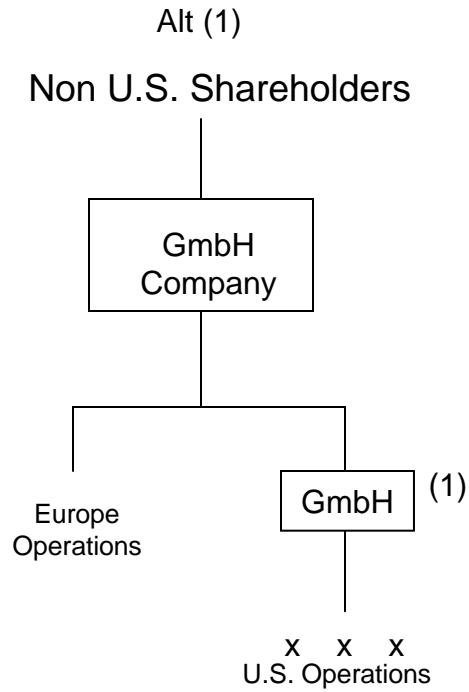 Alt (1)
Non U.S. Shareholders
GmbH
Company
Europe
Operations
GmbH
(1)
x x x
U.S. Operations